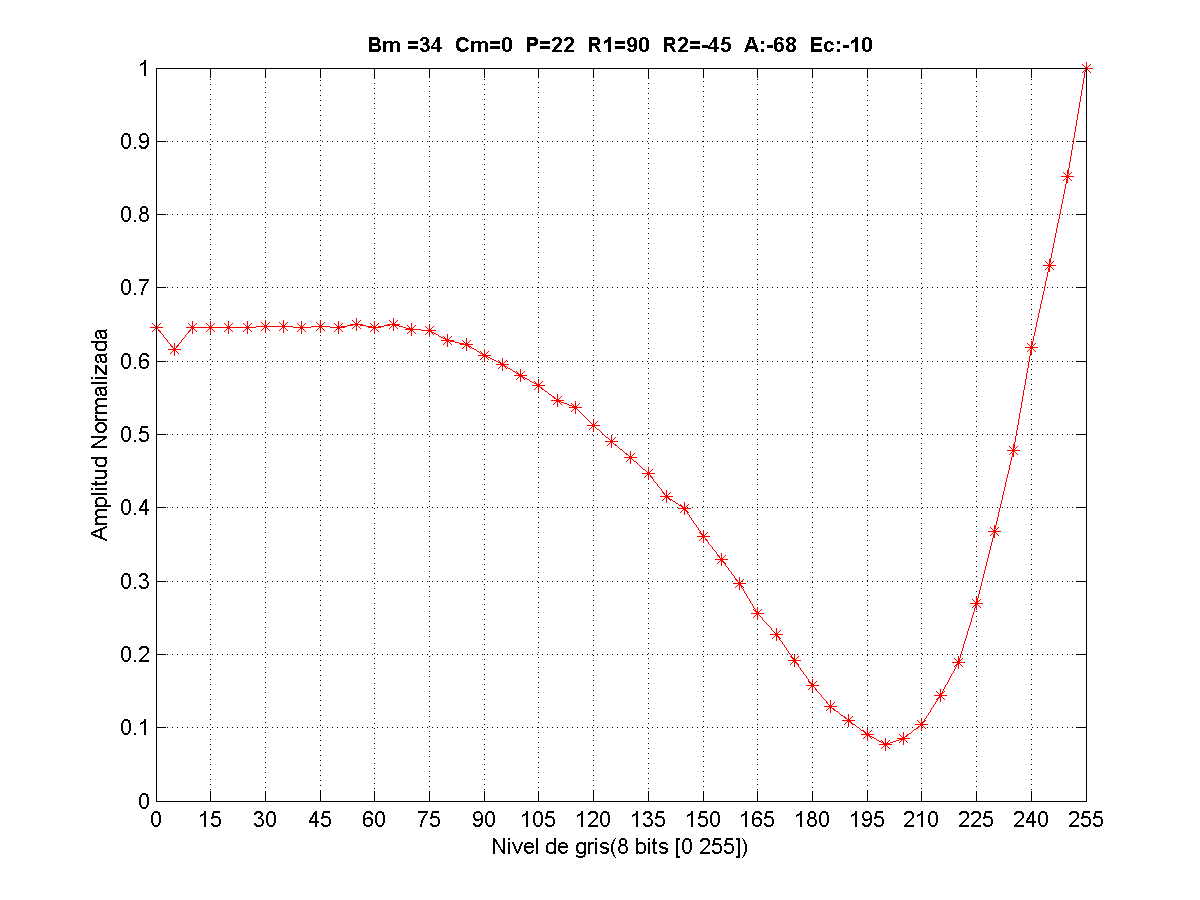 Bm =34 Cm=0 P=22 R1=90 R2=-45 A:-68 Ec:-10
1
0.9
0.8
0.7
0.6
0.5
0.4
0.3
0.2
0.1
0
Amplitud Normalizada
0 15 30 45 60 75 90 105 120 135 150 165 180 195 210 225 240 255
Nivel de gris(8 bits [0 255])